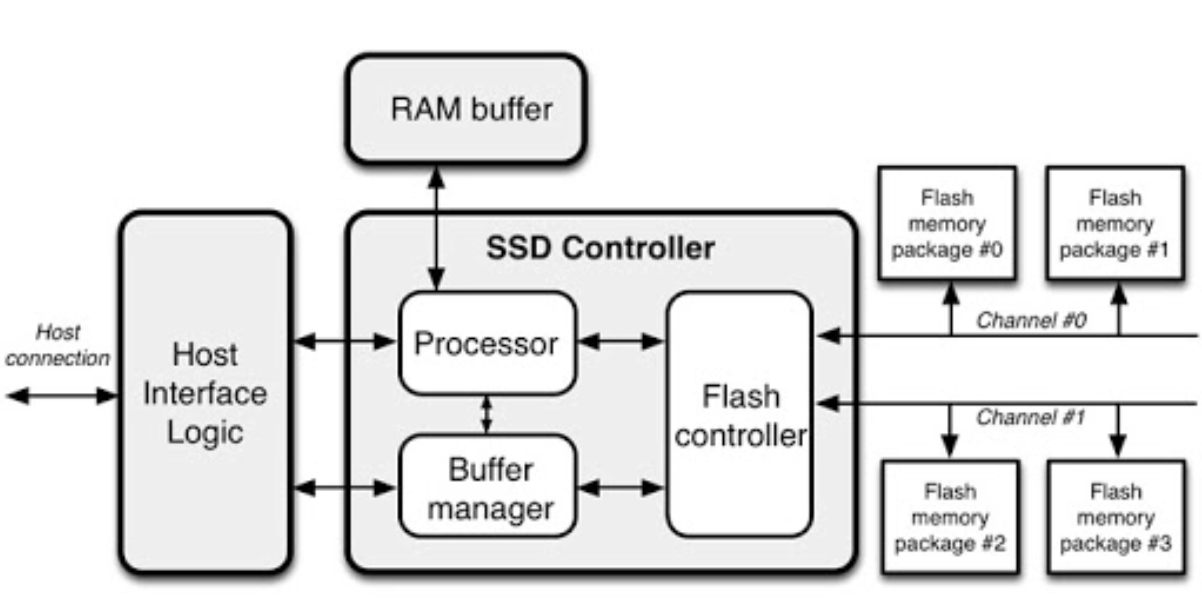 RAM buffer
SSD Controller
Host
connection
Host
Interface
Logic
Processor
Buffer
manager
Flash
controller
Flash
memory
package #0
Flash
memory
package #1
Channel #0
Channel #1
Flash
memory
package #2
Flash
memory
package #3